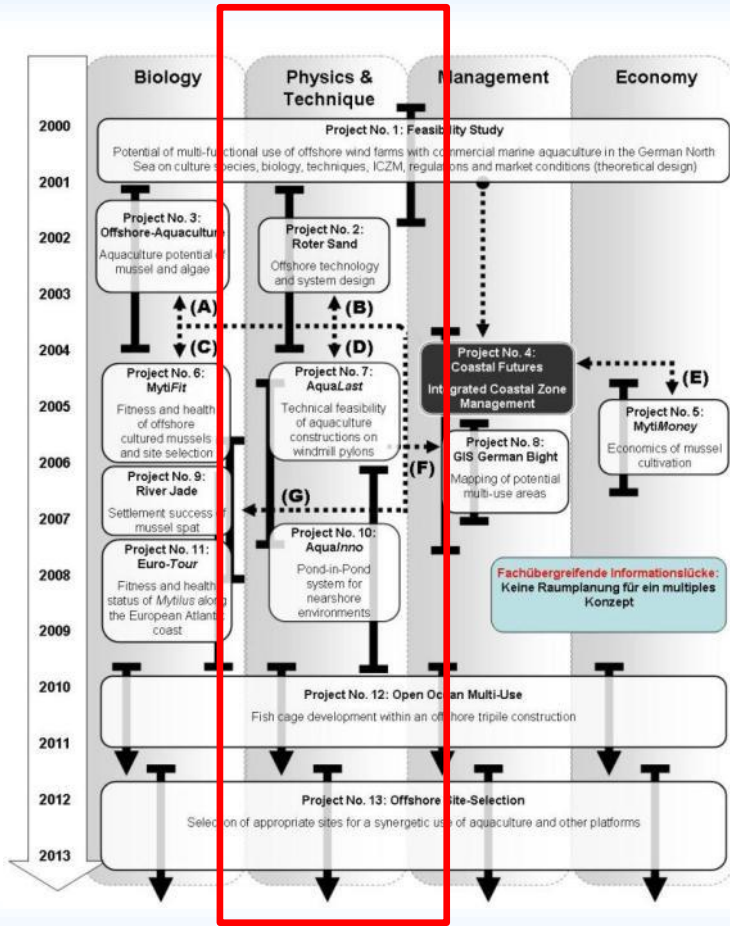 Biology
Physics &
Technique
Management
Economy
2000
2001
2002
2003
2004
2005
2006
2007
2008
2009
2010
2011
2012
2013
Project No. 1: Feasibility Study
Potential of multi-functional use of offshore wind farms with commercial marine aquaculture in the German North
Sea on culture species, biology, techniques, ICZM, regulations and market conditions (theoretical design)
Project No. 3:
Offshore-Aquaculture
Aquaculture potential of
mussel and algae
Project No. 2:
Roter Sand
Offshore technology
and system design
(A)
(B)
(C)
(D)
Project No. 4:
Coastal Futures
Integrated Coastal Zone
Management
(E)
Project No. 6:
MytiFit
Fitness and health
of offshore
cultured mussels
and site selection
Project No. 7:
AquaLast
Technical feasibility
of aquaculture
constructions on
windmill pylons
Project No. 5:
MytiMoney
Economics of mussel
cultivation
(F)
Project No. 8:
GIS German Bight
Mapping of potential
multi-use areas
Project No. 9:
River Jade
Settlement success of
mussel spat
(G)
Project No. 10:
AquaInno
Pond-in-Pond
system for
nearshore
environments
Project No. 11:
Euro-Tour
Fitness and health
status of Mytilus along
the European Atlantic
coast
Fachübergreifende Informationslücke:
Keine Raumplanung für ein multiples
Konzept
Project No. 12: Open Ocean Multi-Use
Fish cage development within an offshore tripile construction
Project No. 13: Offshore Site-Selection
Selection of appropriate sites for a synergetic use of aquaculture and other platforms